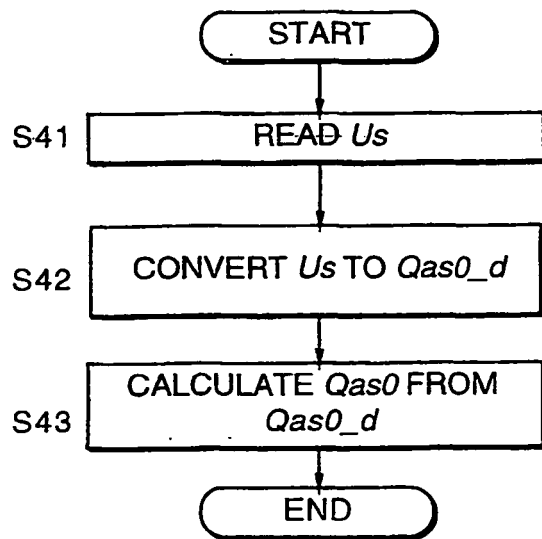 START
S41
READ Us
S42
CONVERT Us TO Qas0_d
CALCULATE Qas0 FROM
S43
Qas0_d
END